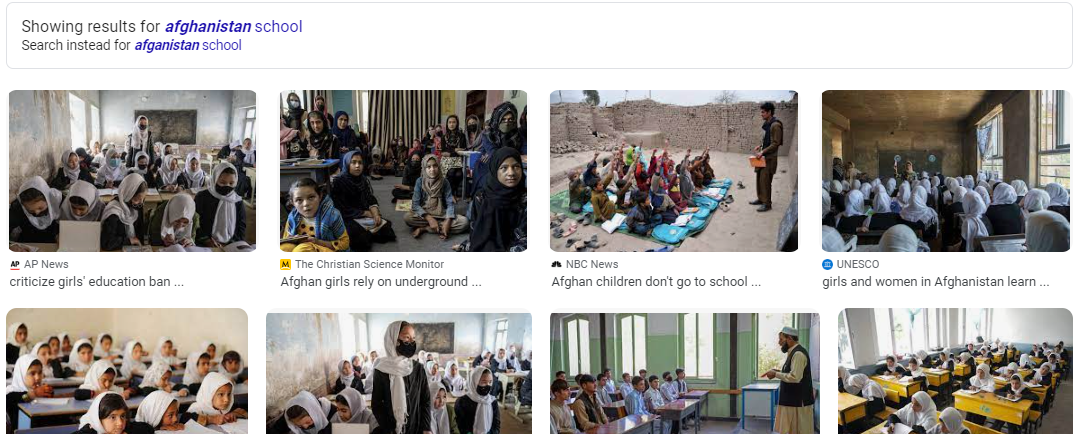 Showing results for afghanistan school
Search instead for afganistan school
AP AP News
criticize girls' education ban ...
M The Christian Science Monitor
Afghan girls rely on underground ...
NBC News
Afghan children don't go to school ...
UNESCO
girls and women in Afghanistan learn ...